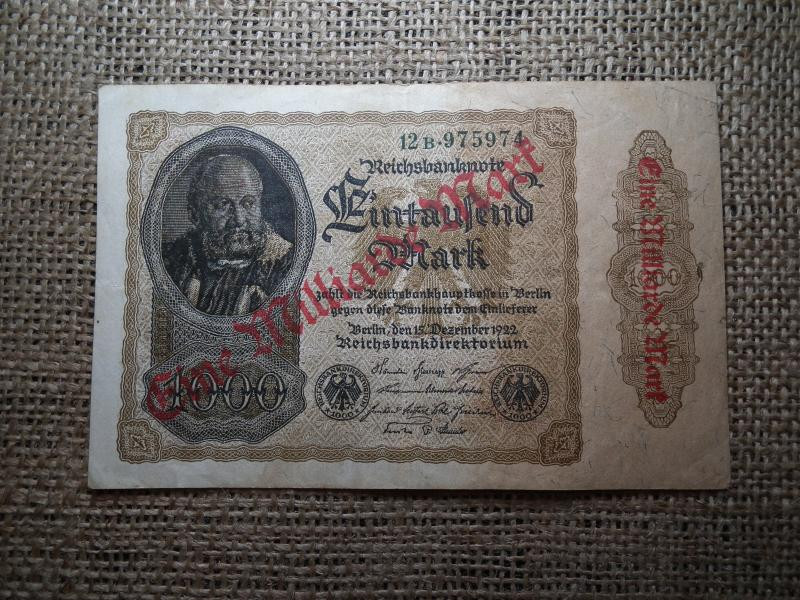 12B·975974
Reichsbanknote
Eintausend
Mark
zahlt die Reichsbankhauptkasse in Berlin
gegen diese Banknote dem Einlieferer
Berlin, den 15. Dezember 1922
Reichsbankdirektorium
1000
Eine Milliarde Mark
Eine Milliarde Mark